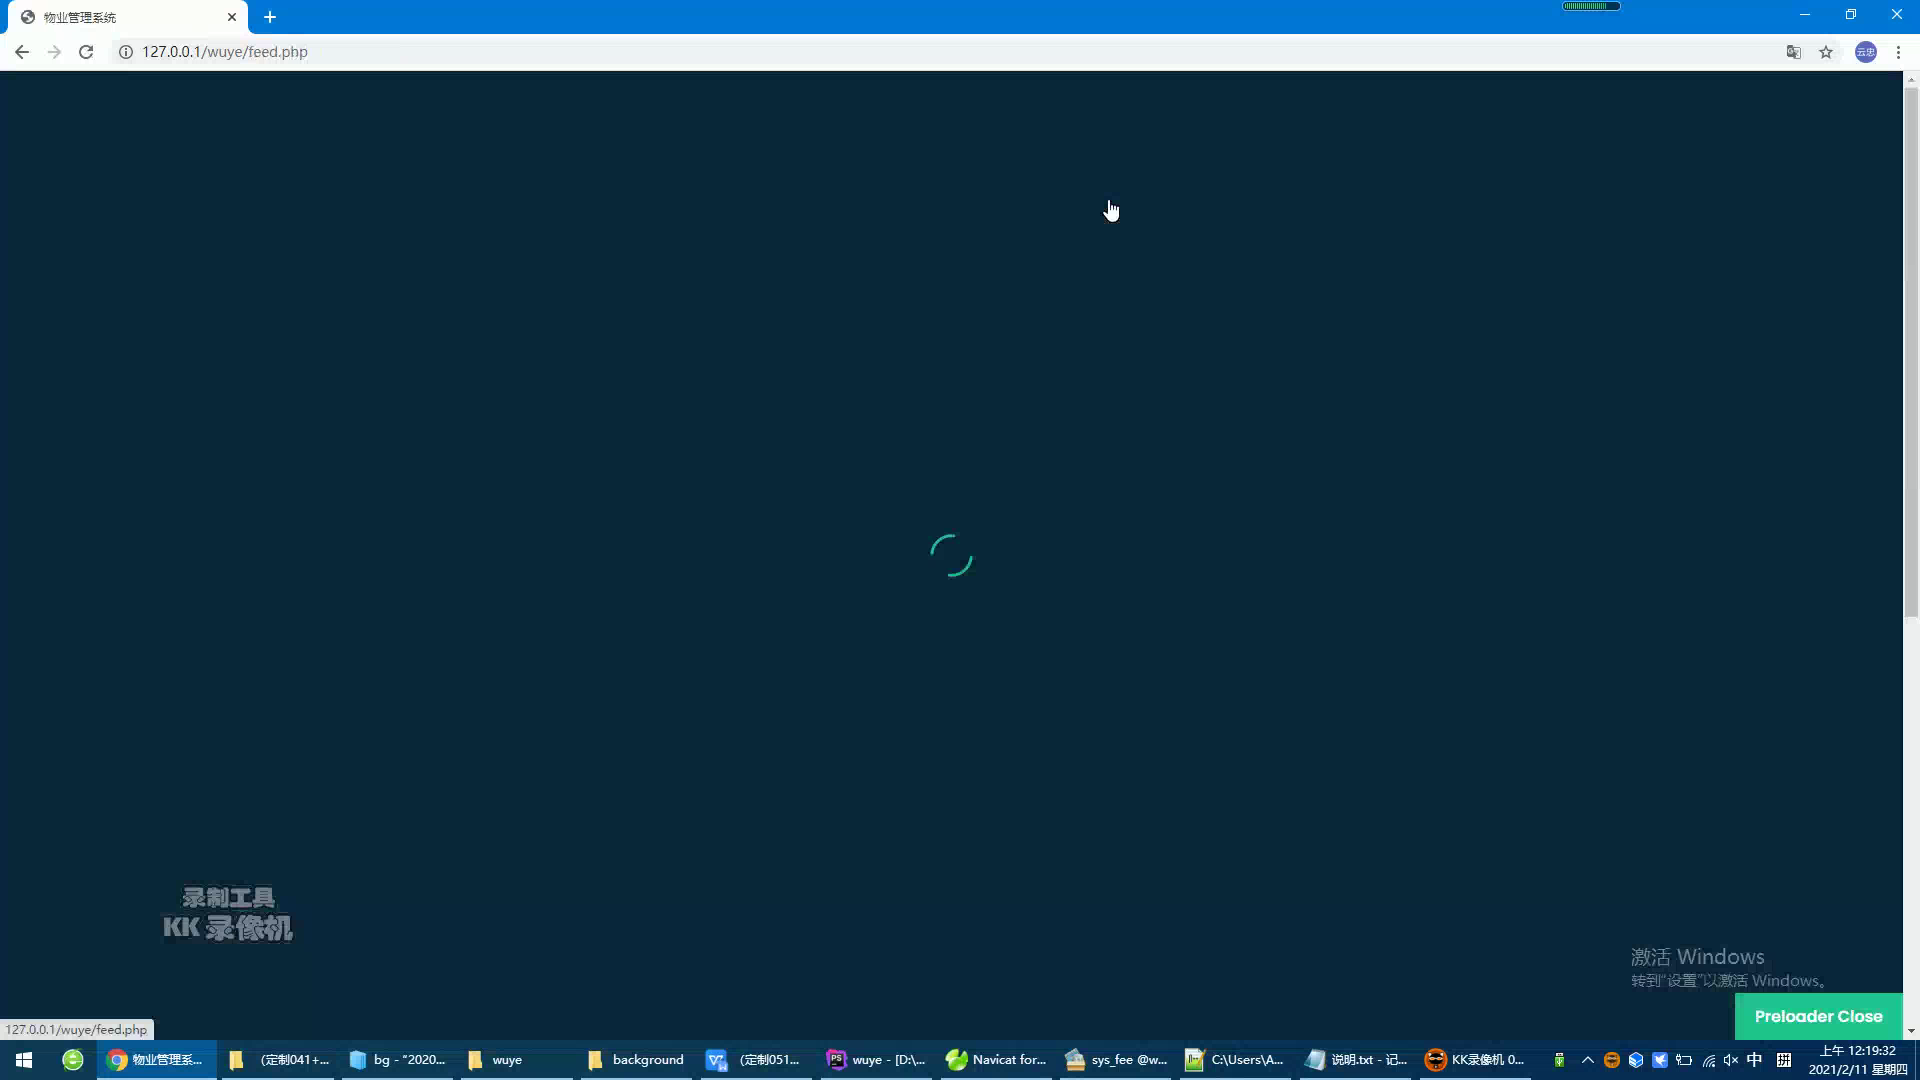 物业管理系统
127.0.0.1/wuye/feed.php
云忠
录制工具
KK 录像机
激活 Windows
转到"设置"以激活 Windows。
Preloader Close
127.0.0.1/wuye/feed.php
物业管理系...
(定制041+...
bg - "2020...
wuye
background
(定制051...
wuye - [D:\...
Navicat for...
sys_fee @w...
C:\Users\A...
说明.txt - 记...
KK录像机 0...
中
拼
上午 12:19:32
2021/2/11 星期四